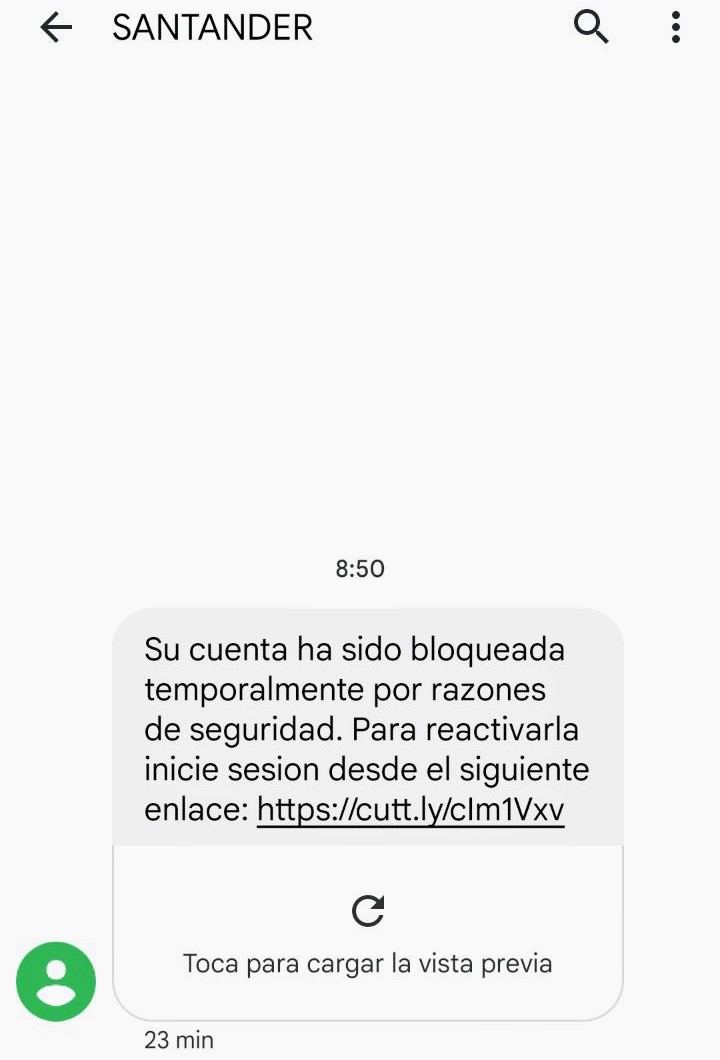 SANTANDER
8:50
Su cuenta ha sido bloqueada
temporalmente por razones
de seguridad. Para reactivarla
inicie sesion desde el siguiente
enlace: https://cutt.ly/cIm1Vxv
Toca para cargar la vista previa
23 min